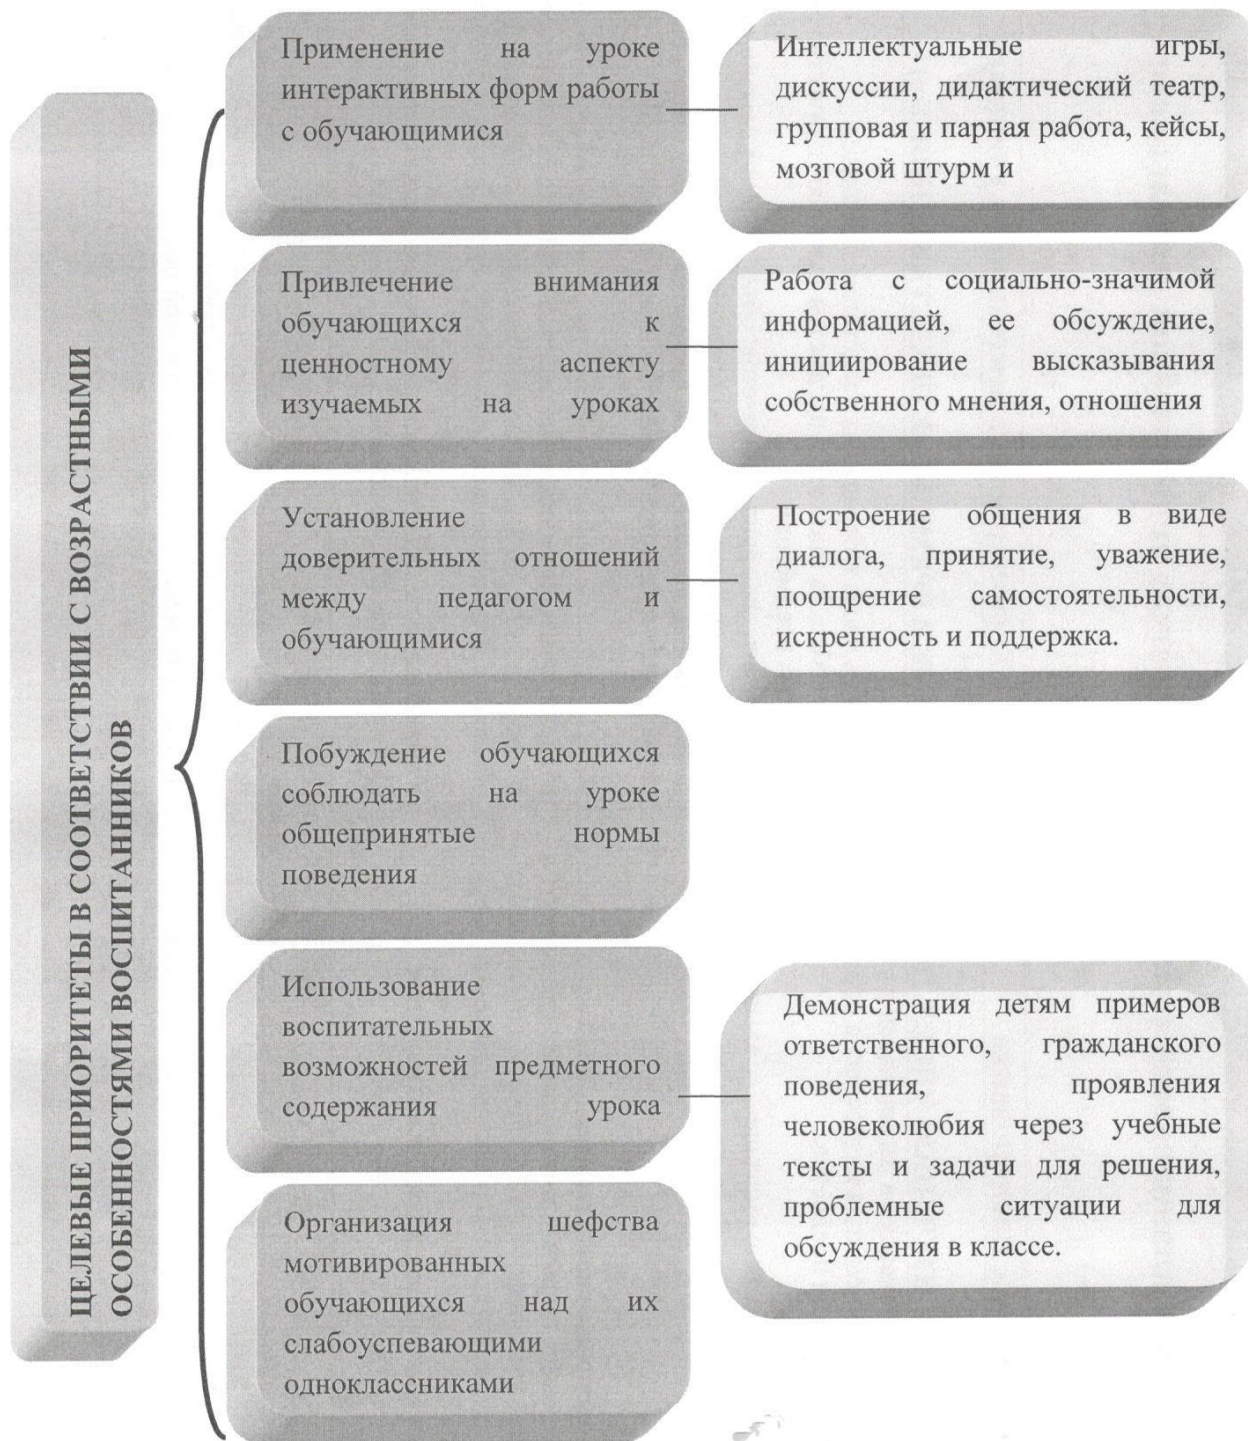 ЦЕЛЕВЫЕ ПРИОРИТЕТЫ В СООТВЕТСТВИИ С ВОЗРАСТНЫМИ
ОСОБЕННОСТЯМИ ВОСПИТАННИКОВ
Применение на уроке
интерактивных форм работы
с обучающимися
Интеллектуальные игры,
дискуссии, дидактический театр,
групповая и парная работа, кейсы,
мозговой штурм и
Привлечение внимания
обучающихся к
ценностному аспекту
изучаемых на уроках
Работа с социально-значимой
информацией, ее обсуждение,
инициирование высказывания
собственного мнения, отношения
Установление
доверительных отношений
между педагогом и
обучающимися
Построение общения в виде
диалога, принятие, уважение,
поощрение самостоятельности,
искренность и поддержка.
Побуждение обучающихся
соблюдать на уроке
общепринятые нормы
поведения
Использование
воспитательных
возможностей предметного
содержания урока
Демонстрация детям примеров
ответственного, гражданского
поведения, проявления
человеколюбия через учебные
тексты и задачи для решения,
проблемные ситуации для
обсуждения в классе.
Организация шефства
мотивированных
обучающихся над их
слабоуспевающими
одноклассниками